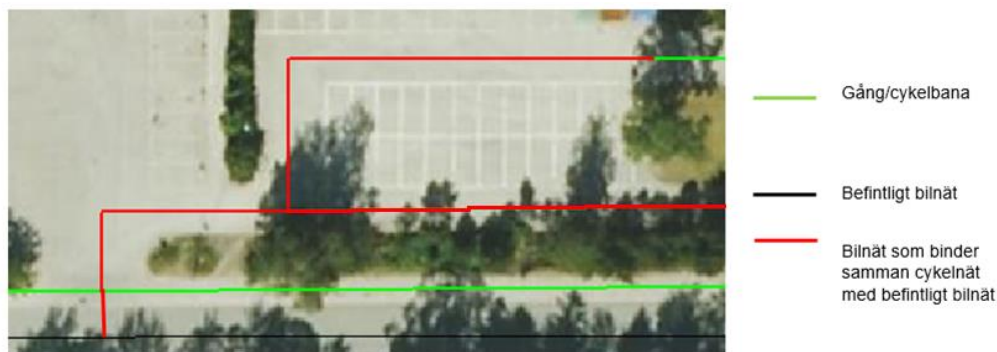 Gång/cykelbana
Befintligt bilnät
Bilnät som binder
samman cykelnät
med befintligt bilnät